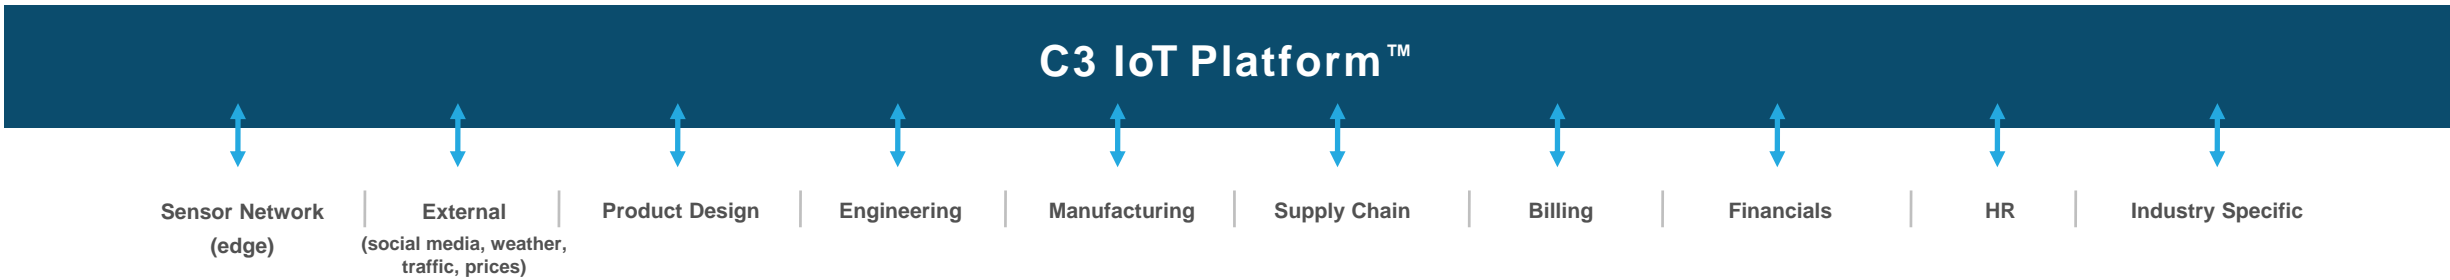 C3 IoT Platform™
Sensor Network
(edge)
External
(social media, weather,
traffic, prices)
Product Design
Engineering
Manufacturing
Supply Chain
Billing
Financials
HR
Industry Specific